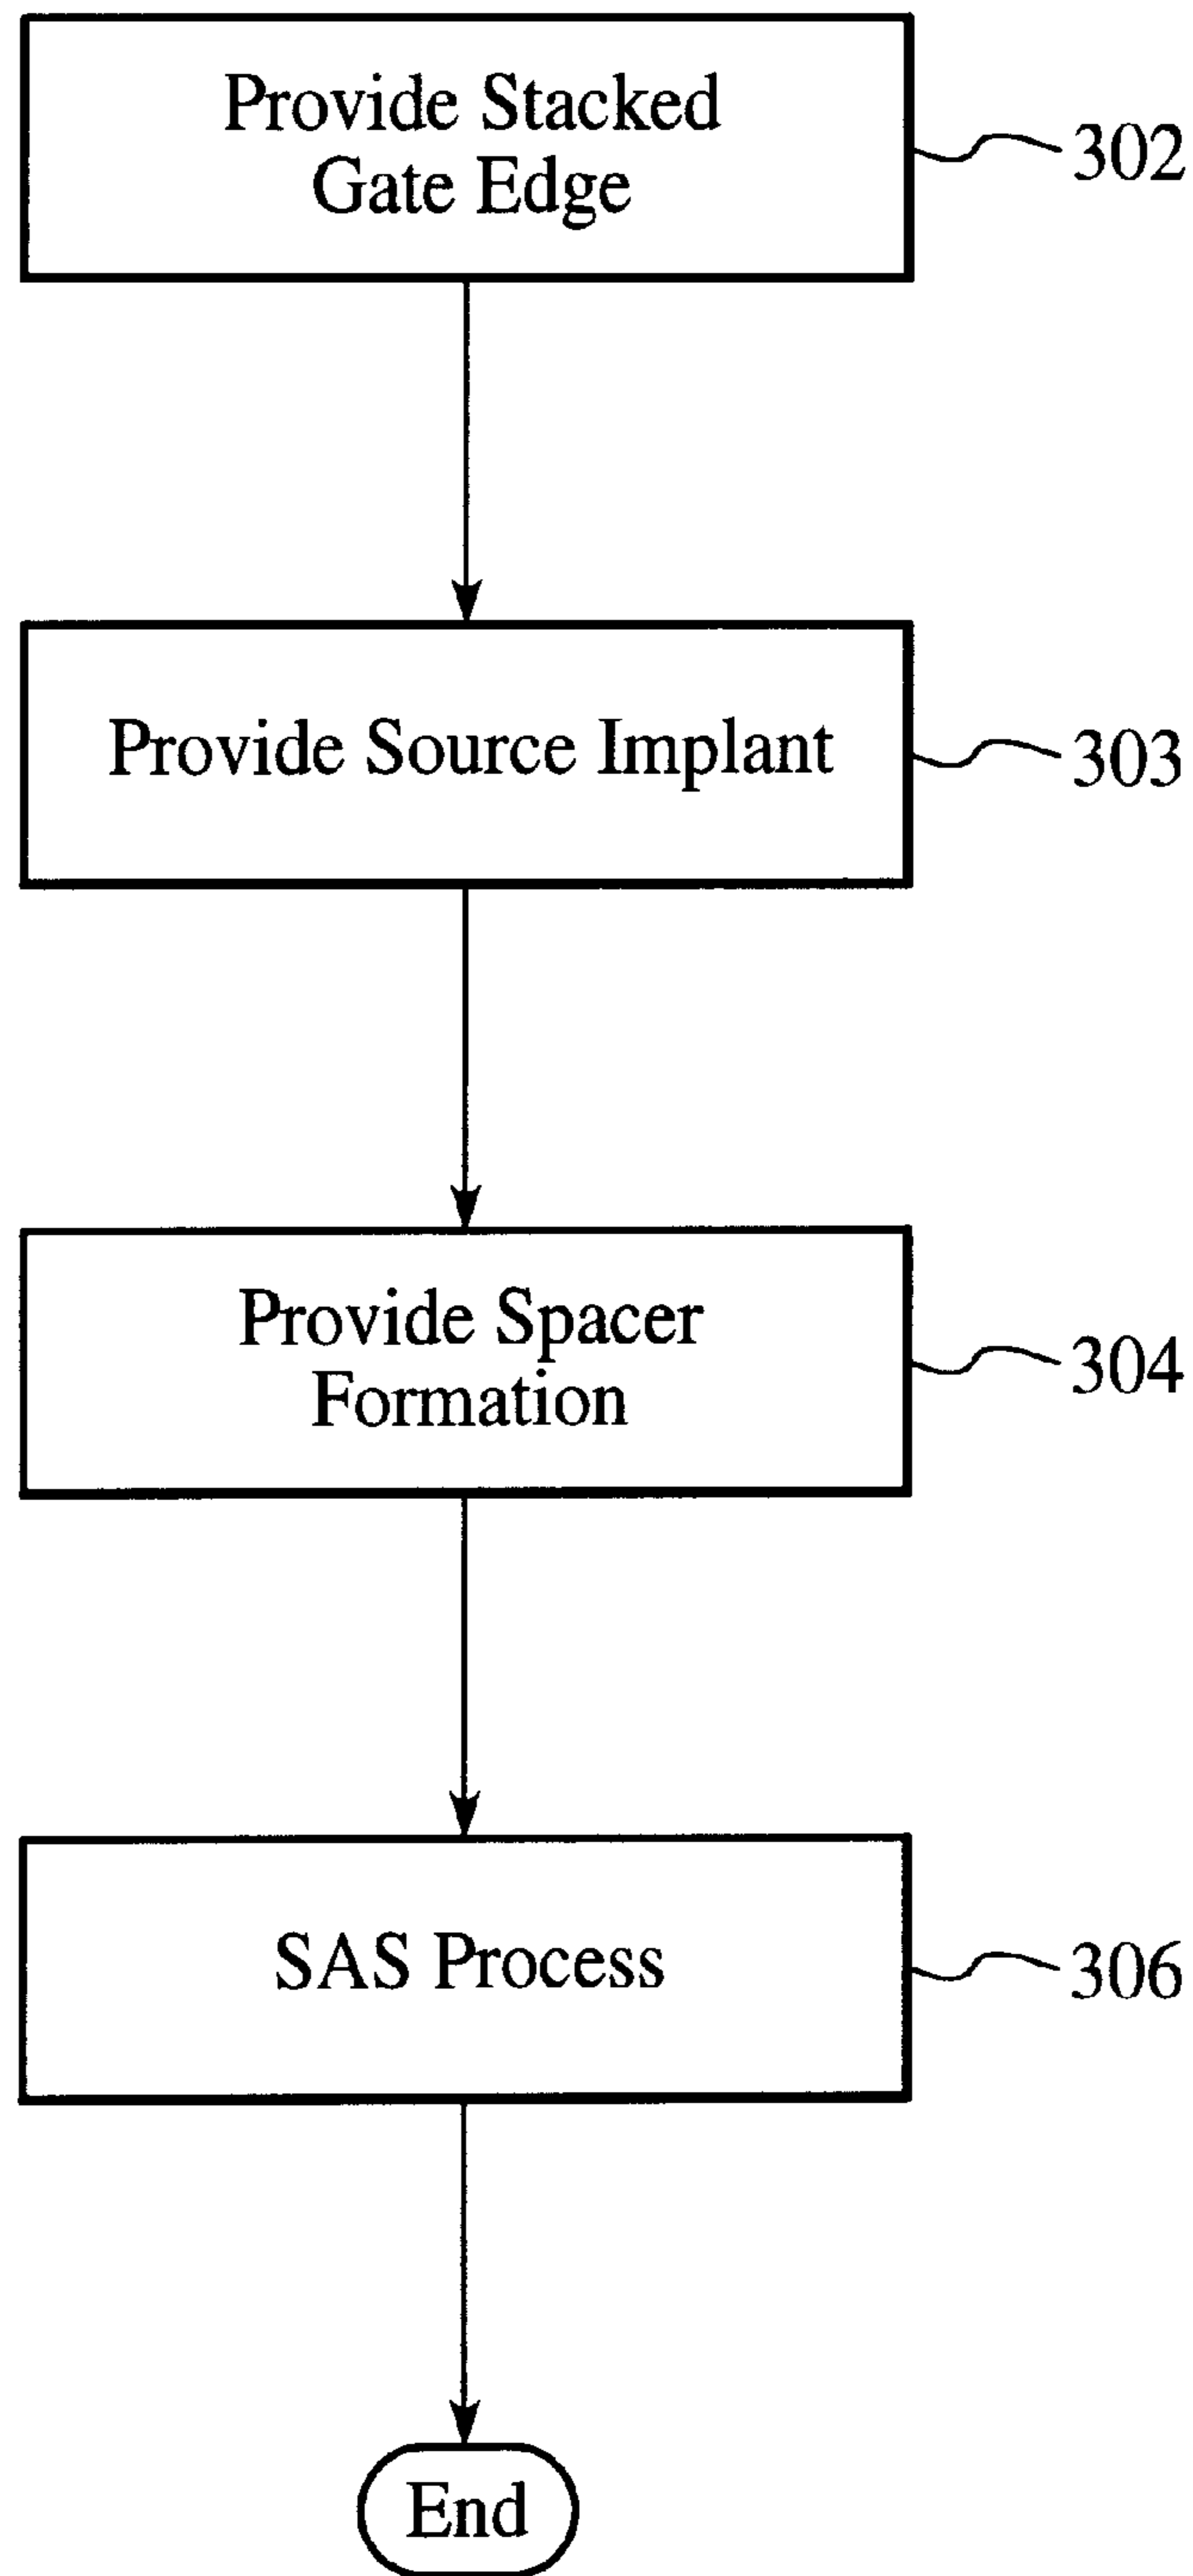 Provide Stacked
Gate Edge
302
Provide Source Implant
303
Provide Spacer
Formation
304
SAS Process
306
End